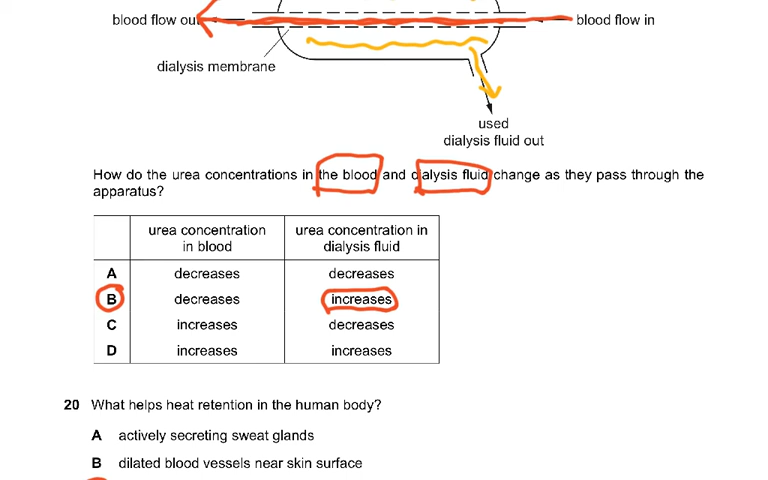 blood flow out
blood flow in
dialysis membrane
used
dialysis fluid out
How do the urea concentrations in the blood and dialysis fluid change as they pass through the
apparatus?
urea concentration in blood
urea concentration in dialysis fluid
A decreases decreases
B decreases increases
C increases decreases
D increases increases
20 What helps heat retention in the human body?
A actively secreting sweat glands
B dilated blood vessels near skin surface